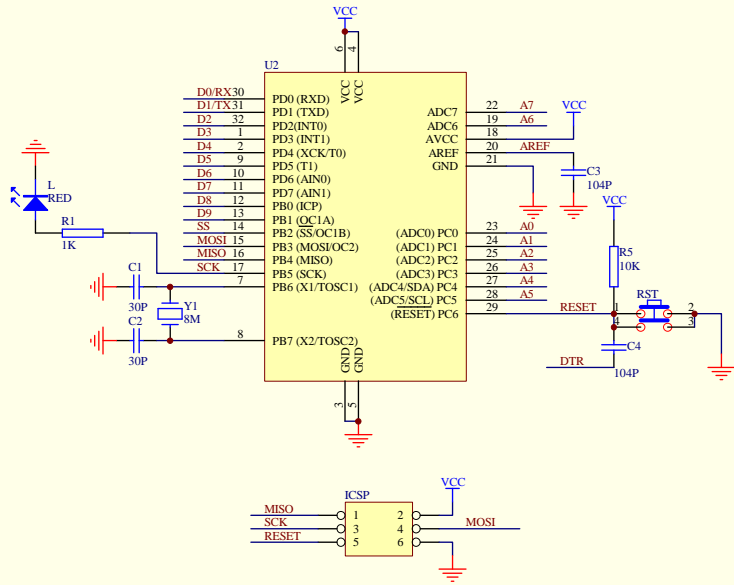 VCC
6 4
U2
VCC VCC
D0/RX 30 PD0 (RXD)
D1/TX 31 PD1 (TXD) ADC7 22 A7
D2 32 PD2(INT0) ADC6 19 A6 VCC
D3 1 PD3 (INT1) AVCC 18
D4 2 PD4 (XCK/T0) AREF 20 AREF
D5 9 PD5 (T1) GND 21
D6 10 PD6 (AIN0) C3
D7 11 PD7 (AIN1) 104P
D8 12 PB0 (ICP) VCC
D9 13 PB1 (OC1A)
SS 14 PB2 (SS/OC1B) (ADC0) PC0 23 A0
MOSI 15 PB3 (MOSI/OC2) (ADC1) PC1 24 A1
MISO 16 PB4 (MISO) (ADC2) PC2 25 A2
SCK 17 PB5 (SCK) (ADC3) PC3 26 A3
7 PB6 (X1/TOSC1) (ADC4/SDA) PC4 27 A4
(ADC5/SCL) PC5 28 A5
(RESET) PC6 29 RESET
8 PB7 (X2/TOSC2)
L
RED
R1
1K
C1
30P
Y1
8M
C2
30P
R5
10K
RST
1 2
4 3
C4
104P
DTR
GND GND
3 5
ICSP
VCC
MISO 1 2
SCK 3 4 MOSI
RESET 5 6